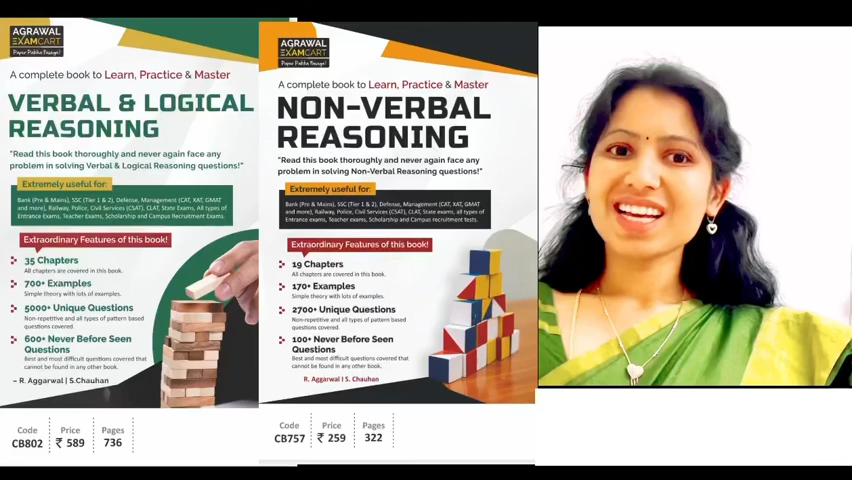 AGRAWAL
EXAMCART
Paper Pakka Fasega!
A complete book to Learn, Practice & Master
VERBAL & LOGICAL
REASONING
"Read this book thoroughly and never again face any
problem in solving Verbal & Logical Reasoning questions!"
Extremely useful for:
Bank (Pre & Mains), SSC (Tier 1 & 2), Defense, Management (CAT, XAT, GMAT
and more), Railway, Police, Civil Services (CSAT), CLAT, State Exams, All types of
Entrance Exams, Teacher Exams, Scholarship and Campus Recruitment Exams.
Extraordinary Features of this book!
35 Chapters
All chapters are covered in this book.
700+ Examples
Simple theory with lots of examples.
5000+ Unique Questions
Non-repetitive and all types of pattern based
questions covered.
600+ Never Before Seen
Questions
Best and most difficult questions covered that
cannot be found in any other book.
– R. Aggarwal | S.Chauhan
Code
CB802
Price
₹ 589
Pages
736
AGRAWAL
EXAMCART
Paper Pakka Fasega!
A complete book to Learn, Practice & Master
NON-VERBAL
REASONING
"Read this book thoroughly and never again face any
problem in solving Non-Verbal Reasoning questions!"
Extremely useful for:
Bank (Pre & Mains), SSC (Tier 1 & 2), Defense, Management (CAT, XAT, GMAT
and more), Railway, Police, Civil Services (CSAT), CLAT, State exams, all types of
Entrance exams, Teacher exams, Scholarship and Campus recruitment tests.
Extraordinary Features of this book!
19 Chapters
All chapters are covered in this book.
170+ Examples
Simple theory with lots of examples.
2700+ Unique Questions
Non-repetitive and all types of pattern based
questions covered.
100+ Never Before Seen
Questions
Best and most difficult questions covered that
cannot be found in any other book.
R. Aggarwal | S. Chauhan
Code
CB757
Price
₹ 259
Pages
322